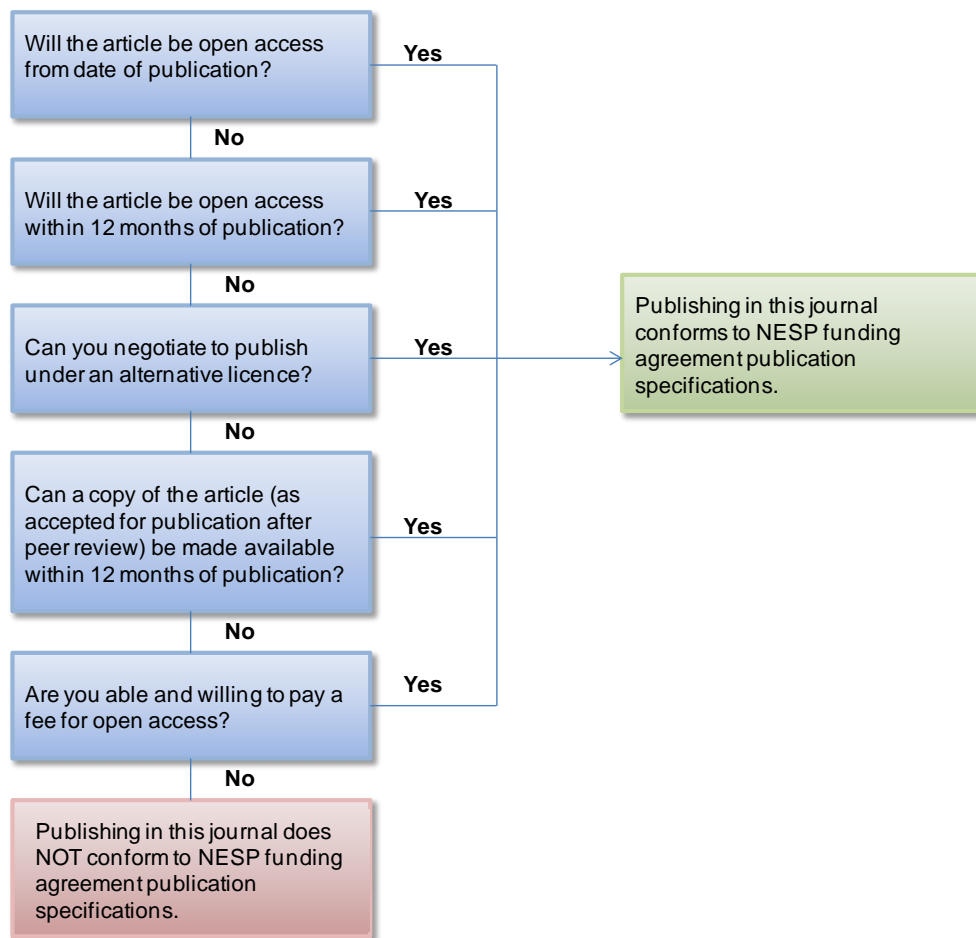 Will the article be open access
from date of publication?
Yes
No
Will the article be open access
within 12 months of publication?
Yes
No
Can you negotiate to publish
under an alternative licence?
Yes
Publishing in this journal
conforms to NESP funding
agreement publication
specifications.
No
Can a copy of the article (as
accepted for publication after
peer review) be made available
within 12 months of publication?
Yes
No
Are you able and willing to pay a
fee for open access?
Yes
No
Publishing in this journal does
NOT conform to NESP funding
agreement publication
specifications.